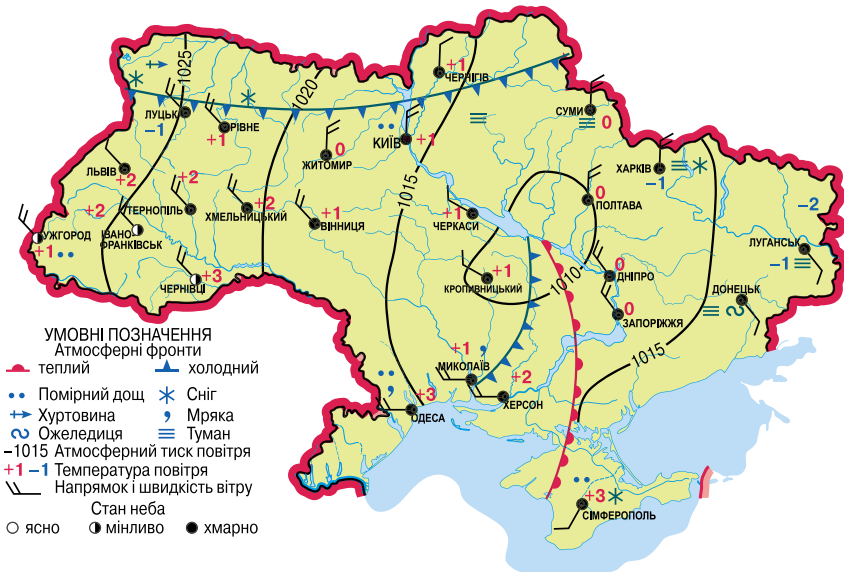 1025
1020
+1
ЧЕРНІГІВ
ЛУЦЬК
–1
РІВНЕ
+1
КИЇВ
+1
СУМИ
0
ЖИТОМИР
0
ЛЬВІВ
+2
1015
ХАРКІВ
–1
+2
+2
ТЕРНОПІЛЬ
+2
ХМЕЛЬНИЦЬКИЙ
+1
ВІННИЦЯ
+1
ЧЕРКАСИ
0
ПОЛТАВА
–2
УЖГОРОД
+1
ІВАНО-
ФРАНКІВСЬК
ЛУГАНСЬК
–1
+3
ЧЕРНІВЦІ
+1
КРОПИВНИЦЬКИЙ
1010
0
ДНІПРО
ДОНЕЦЬК
0
ЗАПОРІЖЖЯ
1015
+1
МИКОЛАЇВ
+2
ХЕРСОН
+3
ОДЕСА
+3
СІМФЕРОПОЛЬ
УМОВНІ ПОЗНАЧЕННЯ
Атмосферні фронти
теплий холодний
Помірний дощ Сніг
Хуртовина Мряка
Ожеледиця Туман
–1015 Атмосферний тиск повітря
+1 –1 Температура повітря
Напрямок і швидкість вітру
Стан неба
ясно мінливо хмарно